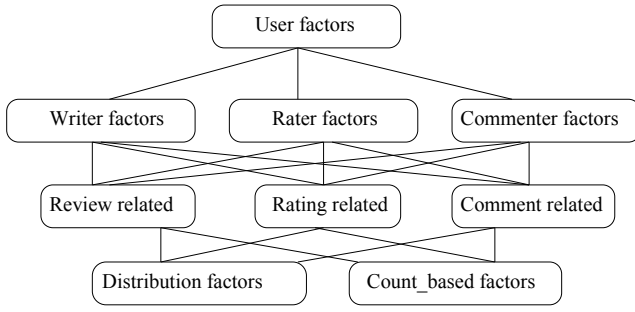 User factors
Writer factors
Rater factors
Commenter factors
Review related
Rating related
Comment related
Distribution factors
Count_based factors